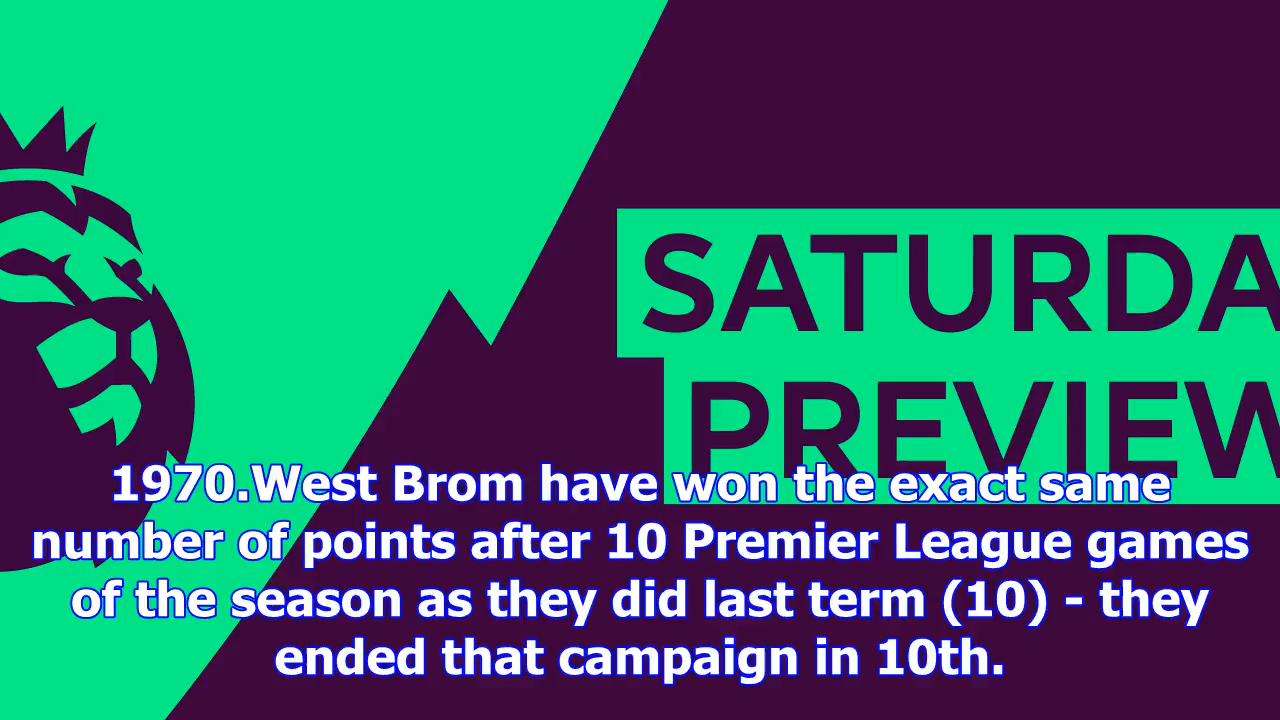 SATURDA
PREVIEW
1970.West Brom have won the exact same
number of points after 10 Premier League games
of the season as they did last term (10) - they
ended that campaign in 10th.